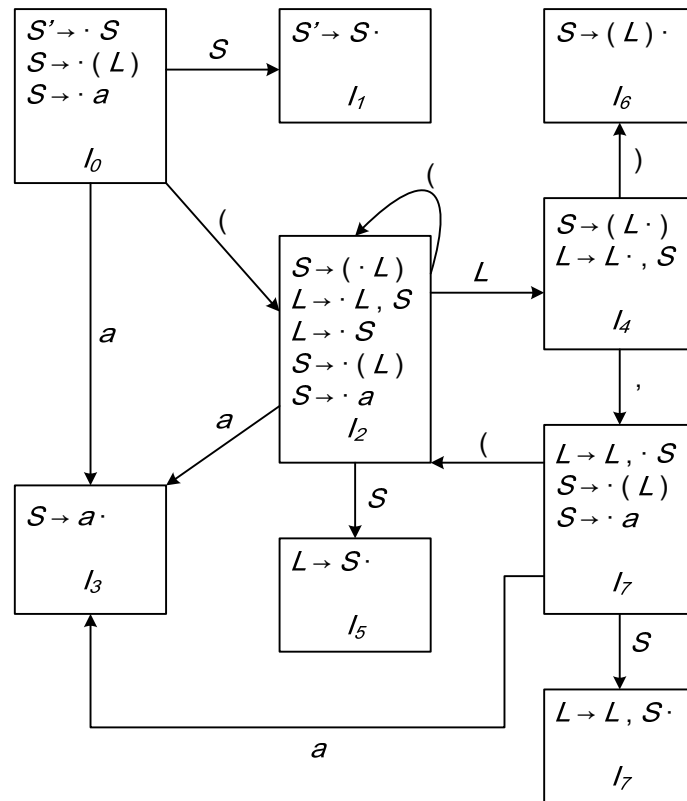 S' → · S
S → · ( L )
S → · a
I0
S
S' → S ·
I1
S → ( L ) ·
I6
(
(
)
a
S → ( · L )
L → · L , S
L → · S
S → · ( L )
S → · a
I2
L
S → ( L · )
L → L · , S
I4
,
a
(
L → L , · S
S → · ( L )
S → · a
I7
S → a ·
I3
S
L → S ·
I5
S
L → L , S ·
I7
a